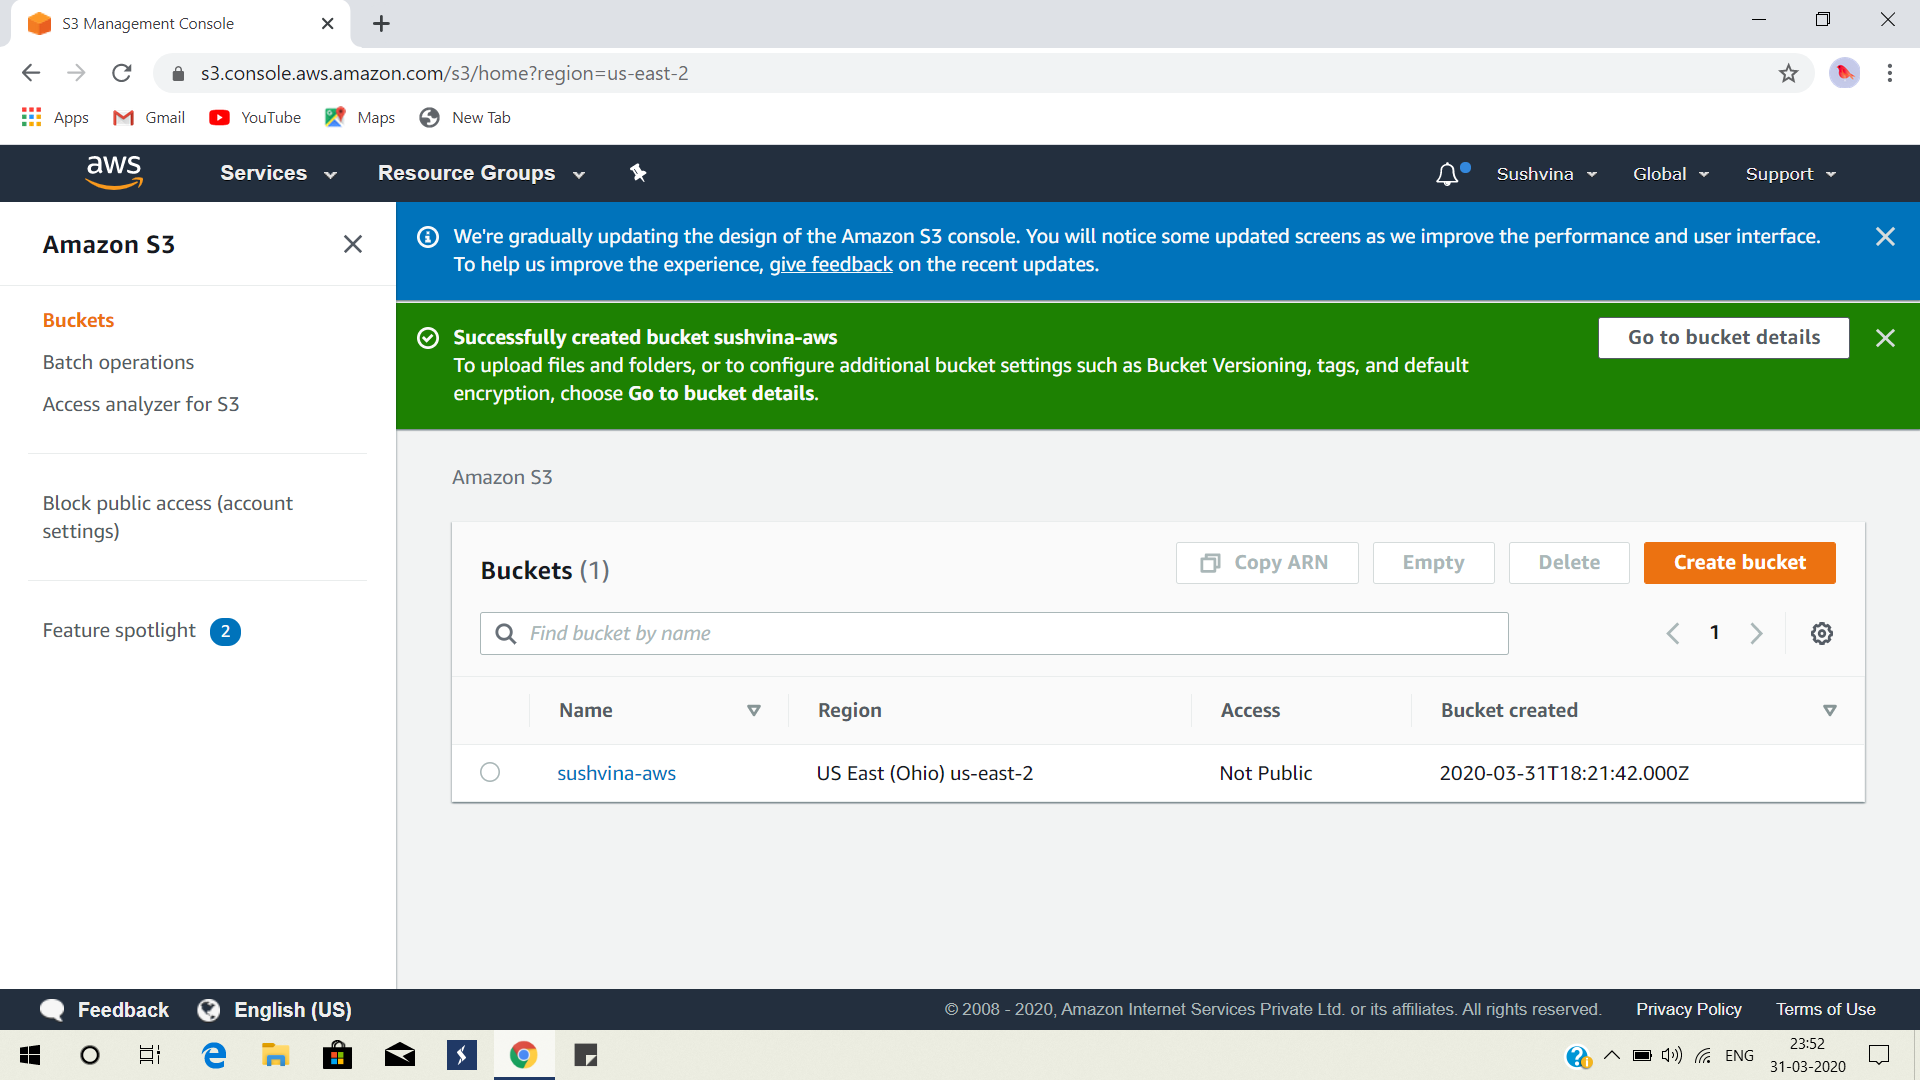 S3 Management Console
s3.console.aws.amazon.com/s3/home?region=us-east-2
Apps Gmail YouTube Maps New Tab
aws Services Resource Groups Sushvina Global Support
Amazon S3
Buckets
Batch operations
Access analyzer for S3
Block public access (account
settings)
Feature spotlight 2
We're gradually updating the design of the Amazon S3 console. You will notice some updated screens as we improve the performance and user interface.
To help us improve the experience, give feedback on the recent updates.
Successfully created bucket sushvina-aws
To upload files and folders, or to configure additional bucket settings such as Bucket Versioning, tags, and default
encryption, choose Go to bucket details.
Go to bucket details
Amazon S3
Buckets (1)
Copy ARN Empty Delete Create bucket
Find bucket by name
1
Name Region Access Bucket created
sushvina-aws US East (Ohio) us-east-2 Not Public 2020-03-31T18:21:42.000Z
Feedback English (US) © 2008 - 2020, Amazon Internet Services Private Ltd. or its affiliates. All rights reserved. Privacy Policy Terms of Use
ENG
23:52
31-03-2020